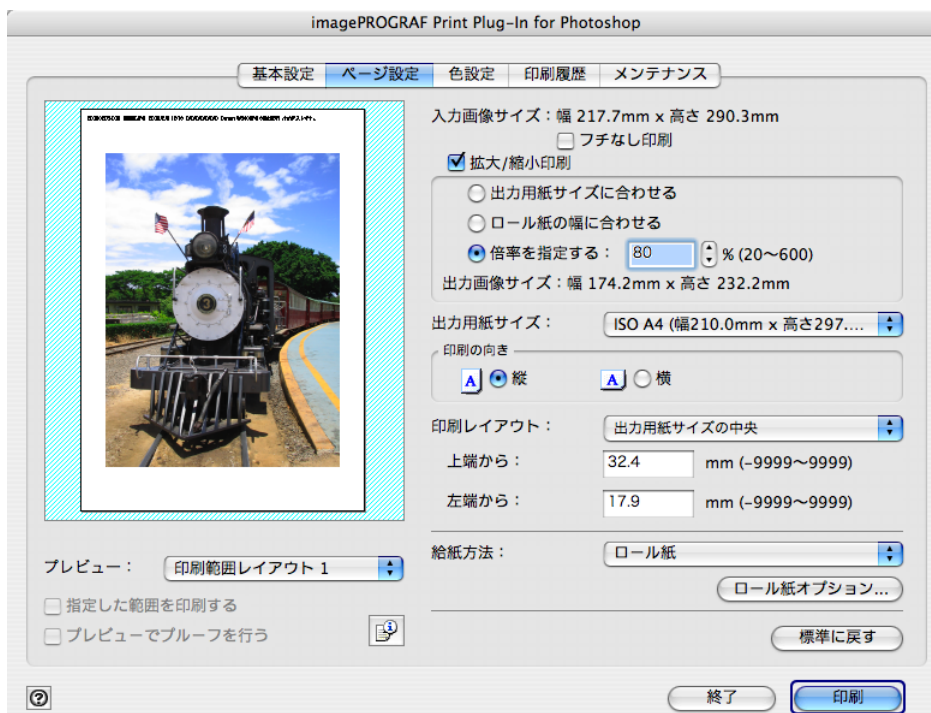 imagePROGRAF Print Plug-In for Photoshop
基本設定 ページ設定 色設定 印刷履歴 メンテナンス
入力画像サイズ：幅 217.7mm x 高さ 290.3mm
フチなし印刷
拡大/縮小印刷
出力用紙サイズに合わせる
ロール紙の幅に合わせる
倍率を指定する： 80 % (20～600)
出力画像サイズ：幅 174.2mm x 高さ 232.2mm
出力用紙サイズ： ISO A4 (幅210.0mm x 高さ297....
印刷の向き
A 縦 A 横
印刷レイアウト： 出力用紙サイズの中央
上端から： 32.4 mm (-9999～9999)
左端から： 17.9 mm (-9999～9999)
給紙方法： ロール紙
ロール紙オプション...
標準に戻す
プレビュー： 印刷範囲レイアウト 1
指定した範囲を印刷する
プレビューでプルーフを行う
? 終了 印刷